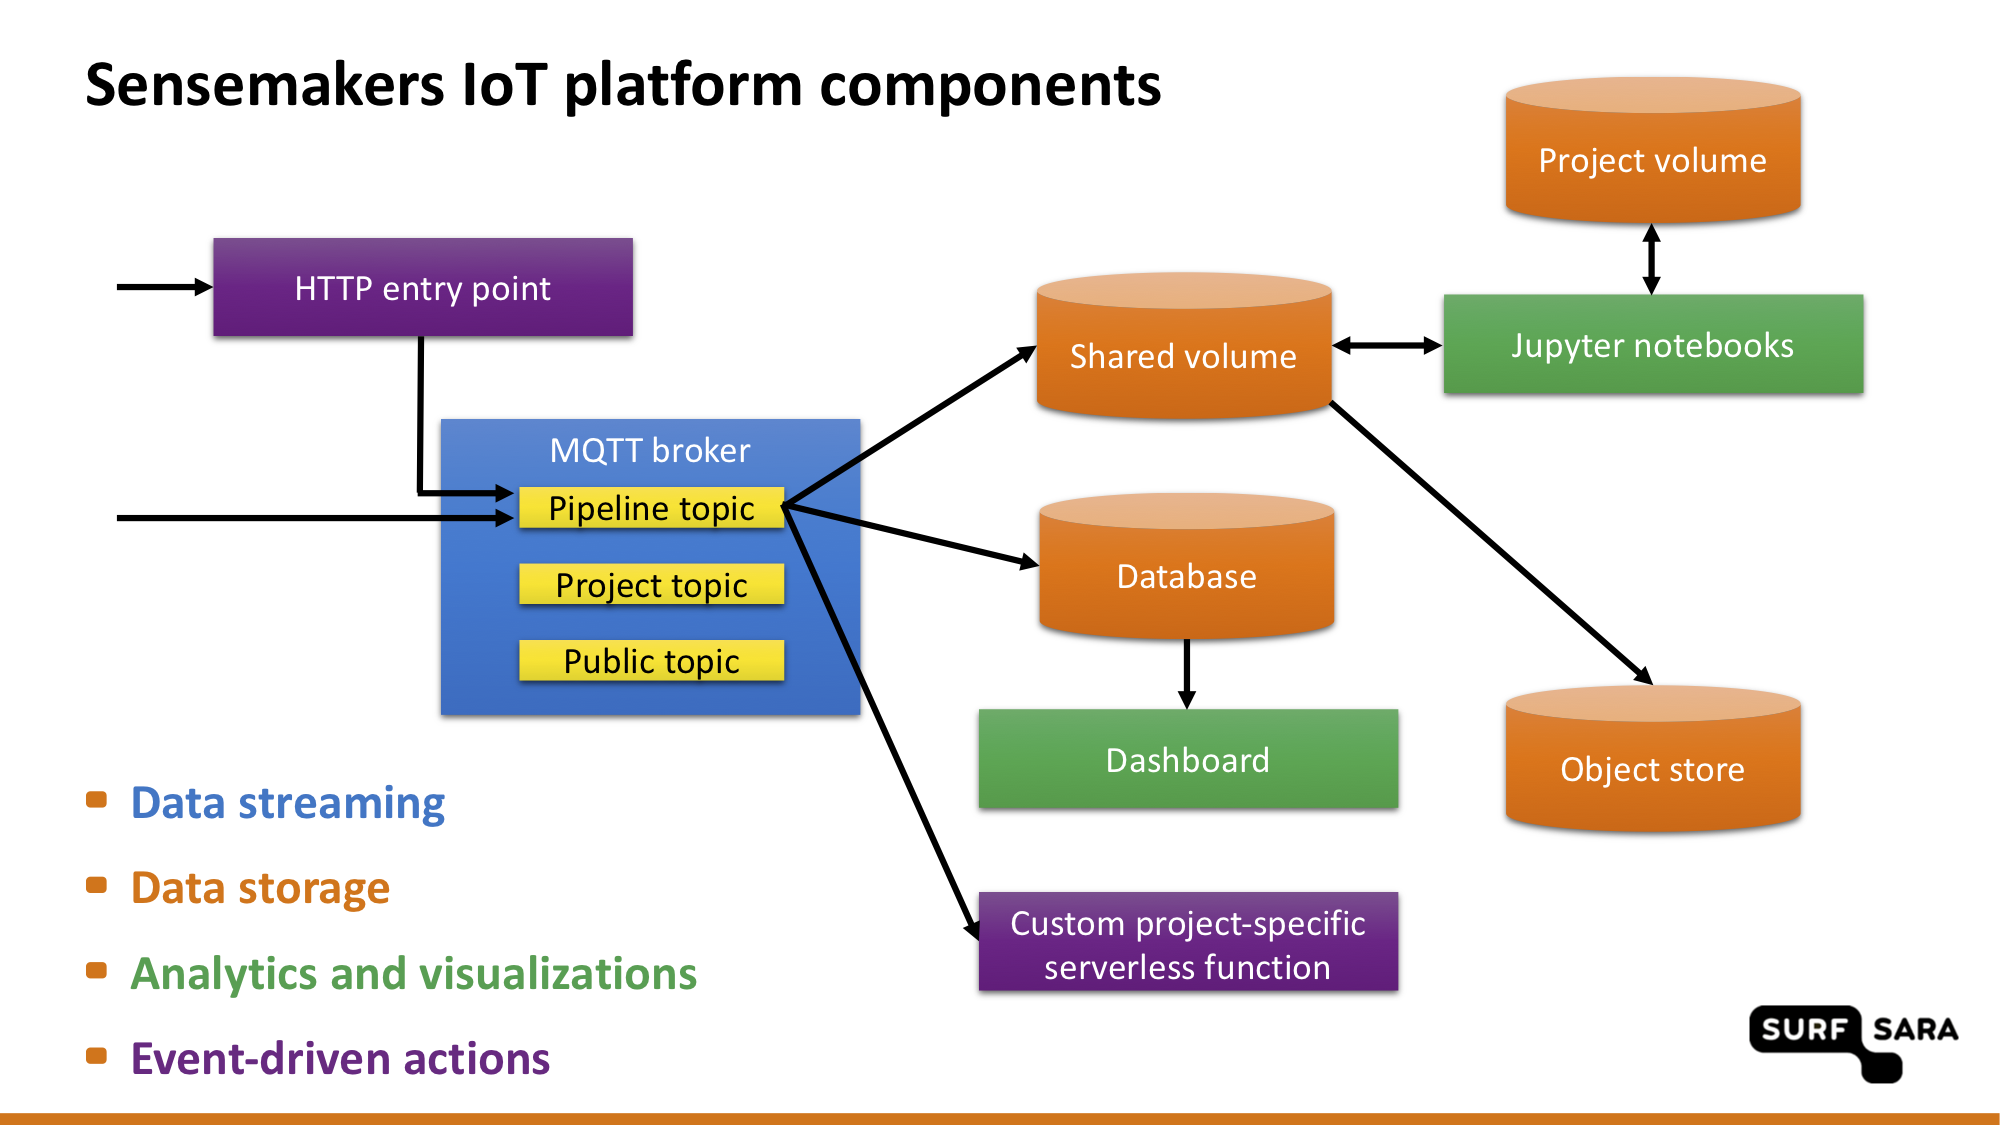 Sensemakers IoT platform components
Project volume
HTTP entry point
Shared volume
Jupyter notebooks
MQTT broker
Pipeline topic
Project topic
Public topic
Database
Dashboard
Object store
Custom project-specific
serverless function
Data streaming
Data storage
Analytics and visualizations
Event-driven actions
SURF SARA